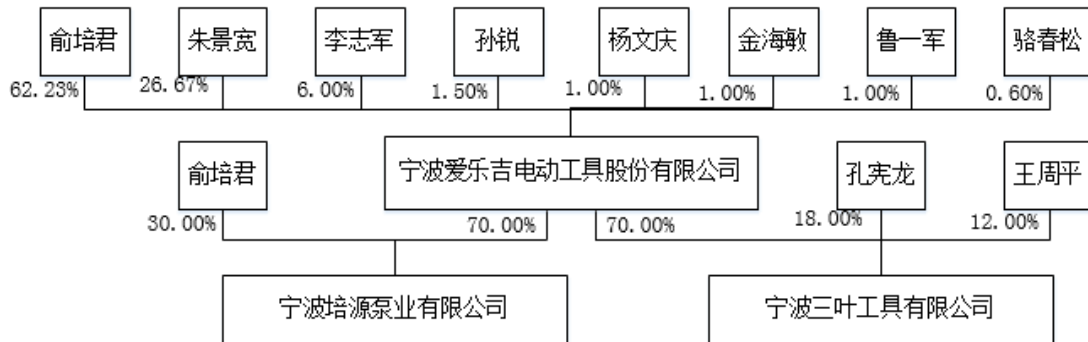 俞培君 朱景宽 李志军 孙锐 杨文庆 金海敏 鲁一军 骆春松
62.23% 26.67% 6.00% 1.50% 1.00% 1.00% 1.00% 0.60%
俞培君 宁波爱乐吉电动工具股份有限公司 孔宪龙 王周平
30.00% 70.00% 70.00% 18.00% 12.00%
宁波培源泵业有限公司 宁波三叶工具有限公司